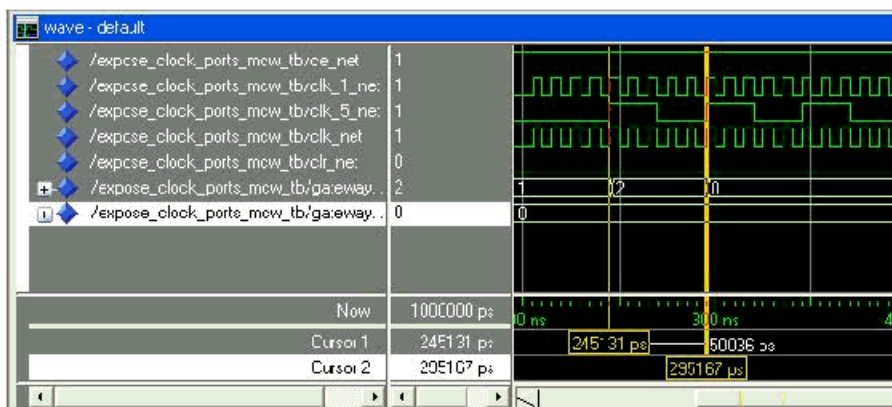 wave - default
/expose_clock_ports_mcw_tb/ce_net 1
/expose_clock_ports_mcw_tb/clk_1_ne: 1
/expose_clock_ports_mcw_tb/clk_5_ne: 1
/expose_clock_ports_mcw_tb/clk_net 1
/expose_clock_ports_mcw_tb/clr_ne: 0
/expose_clock_ports_mcw_tb/gateway... 2 1 2 0
/expose_clock_ports_mcw_tb/gateway... 0 0
Now 1000000 ps 300 ns 4
Cursor 1 245131 ps 245131 ps 50036 ps
Cursor 2 295167 ps 295167 ps